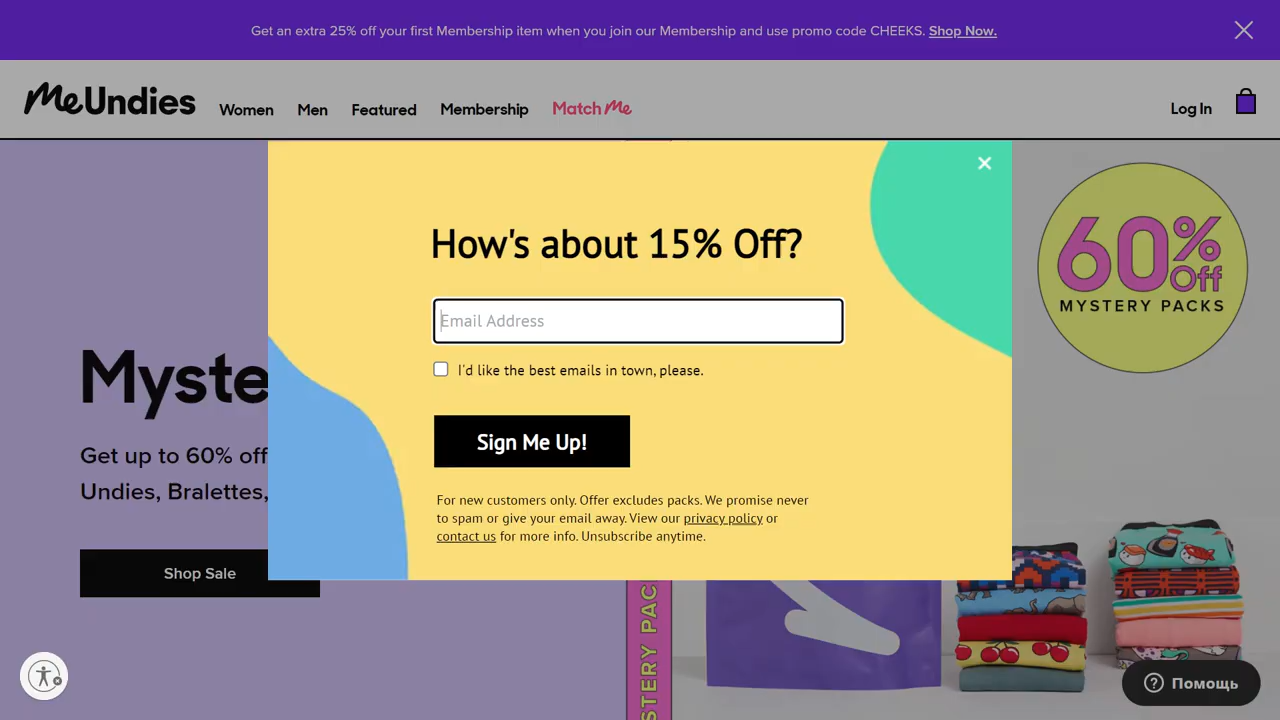 Get an extra 25% off your first Membership item when you join our Membership and use promo code CHEEKS. Shop Now.
MeUndies
Women
Men
Featured
Membership
Match Me
Log In
How's about 15% Off?
Email Address
I'd like the best emails in town, please.
Sign Me Up!
For new customers only. Offer excludes packs. We promise never
to spam or give your email away. View our privacy policy or
contact us for more info. Unsubscribe anytime.
60%
Off
MYSTERY PACKS
Get up to 60% off
Undies, Bralettes,
Shop Sale
Помощь